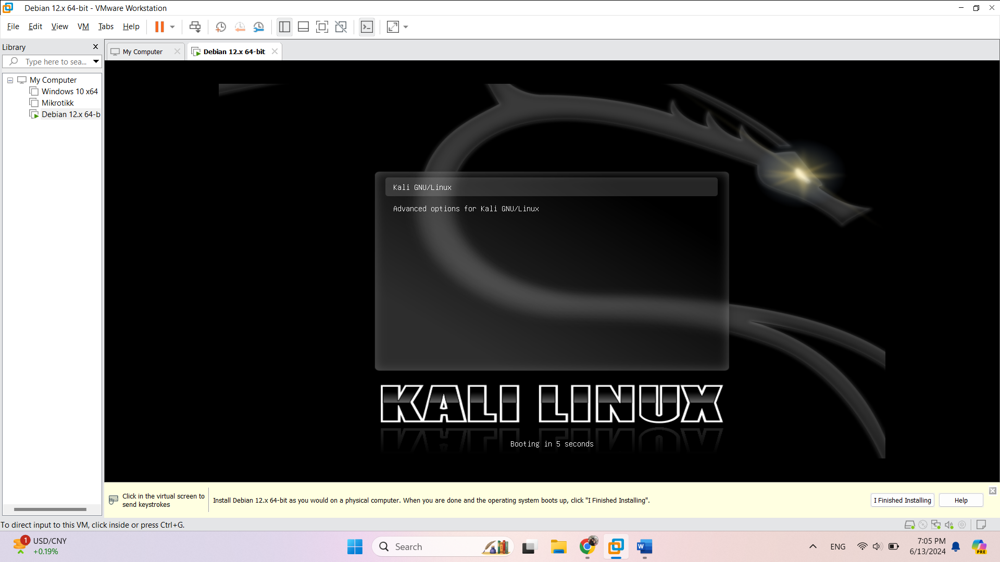 Debian 12.x 64-bit - VMware Workstation
File Edit View VM Tabs Help
Library
Type here to sea...
My Computer
Windows 10 x64
Mikrotikk
Debian 12.x 64-b
My Computer
Debian 12.x 64-bit
Kali GNU/Linux
Advanced options for Kali GNU/Linux
KALI LINUX
Booting in 5 seconds
Click in the virtual screen to
send keystrokes
Install Debian 12.x 64-bit as you would on a physical computer. When you are done and the operating system boots up, click "I Finished Installing".
I Finished Installing
Help
To direct input to this VM, click inside or press Ctrl+G.
1
USD/CNY
+0.19%
Search
W
ENG
7:05 PM
6/13/2024
PRE